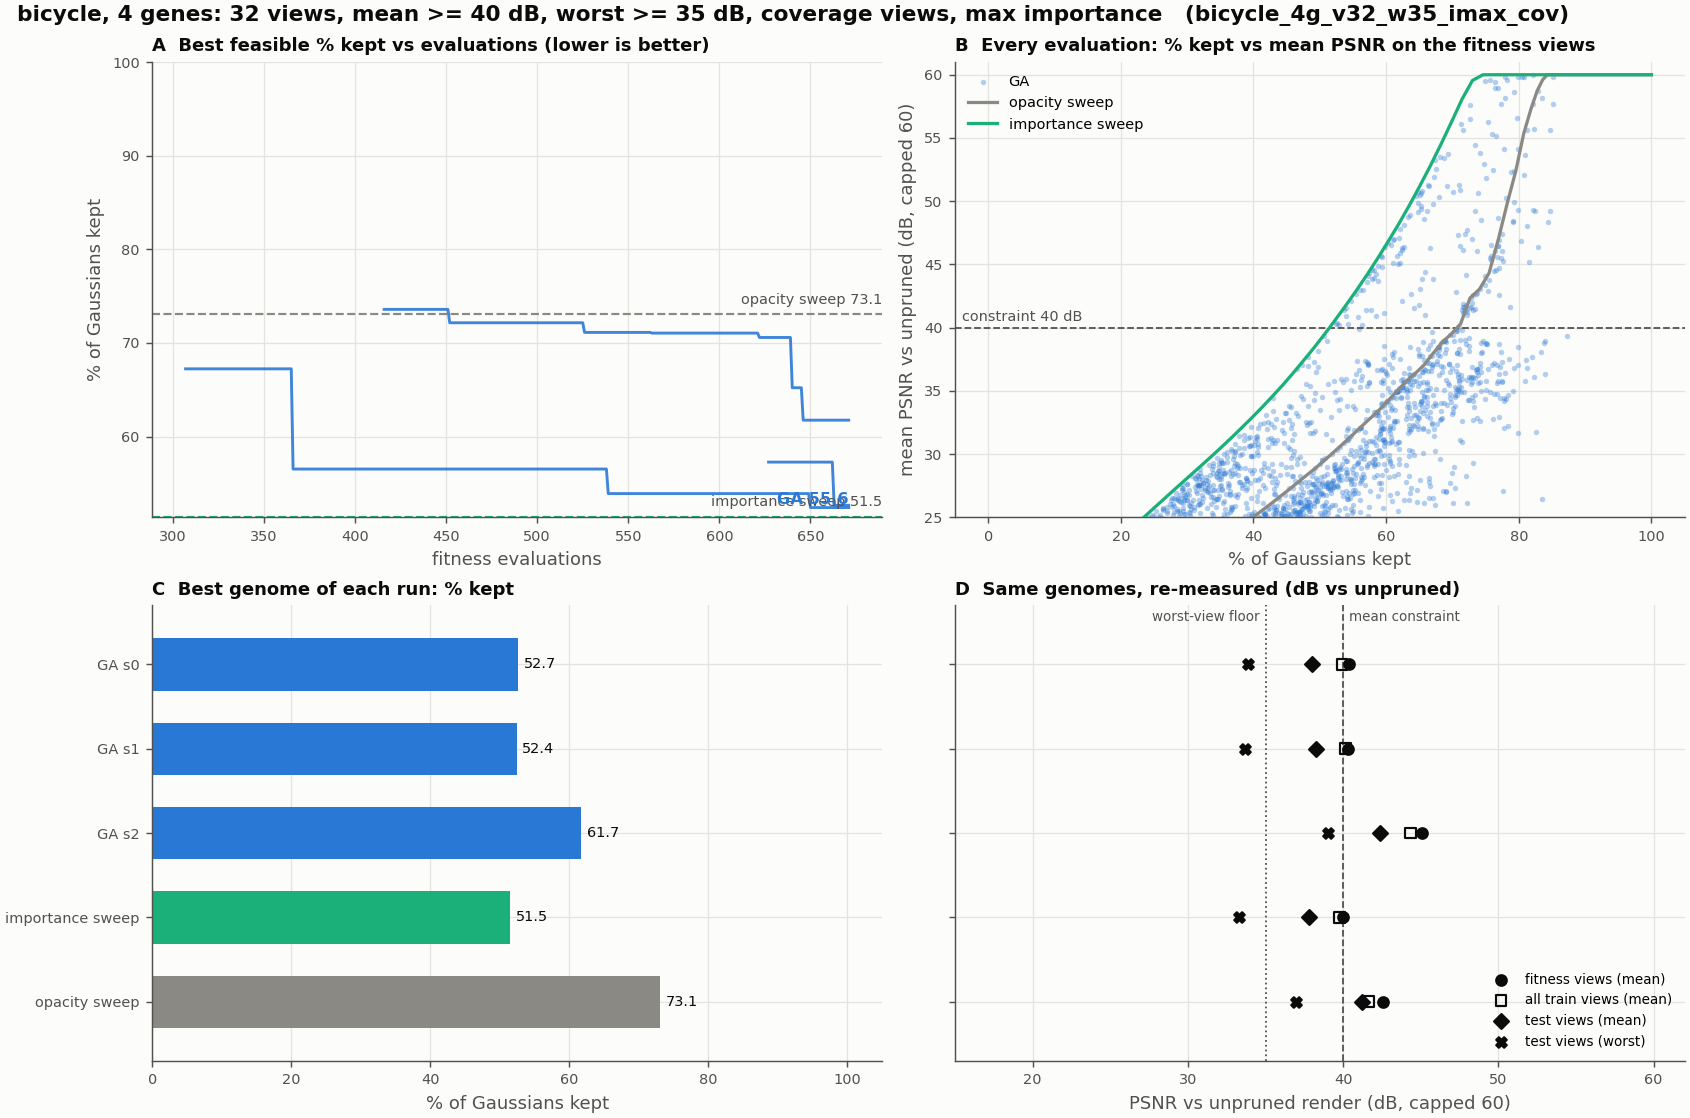 bicycle, 4 genes: 32 views, mean >= 40 dB, worst >= 35 dB, coverage views, max importance (bicycle_4g_v32_w35_imax_cov)
A Best feasible % kept vs evaluations (lower is better)
100
90
80
70
60
% of Gaussians kept
opacity sweep 73.1
importance sweep 51.5
GA 55.6
300 350 400 450 500 550 600 650
fitness evaluations
B Every evaluation: % kept vs mean PSNR on the fitness views
60
55
50
45
40
35
30
25
mean PSNR vs unpruned (dB, capped 60)
GA
opacity sweep
importance sweep
constraint 40 dB
0 20 40 60 80 100
% of Gaussians kept
C Best genome of each run: % kept
GA s0 52.7
GA s1 52.4
GA s2 61.7
importance sweep 51.5
opacity sweep 73.1
0 20 40 60 80 100
% of Gaussians kept
D Same genomes, re-measured (dB vs unpruned)
worst-view floor
mean constraint
fitness views (mean)
all train views (mean)
test views (mean)
test views (worst)
20 30 40 50 60
PSNR vs unpruned render (dB, capped 60)